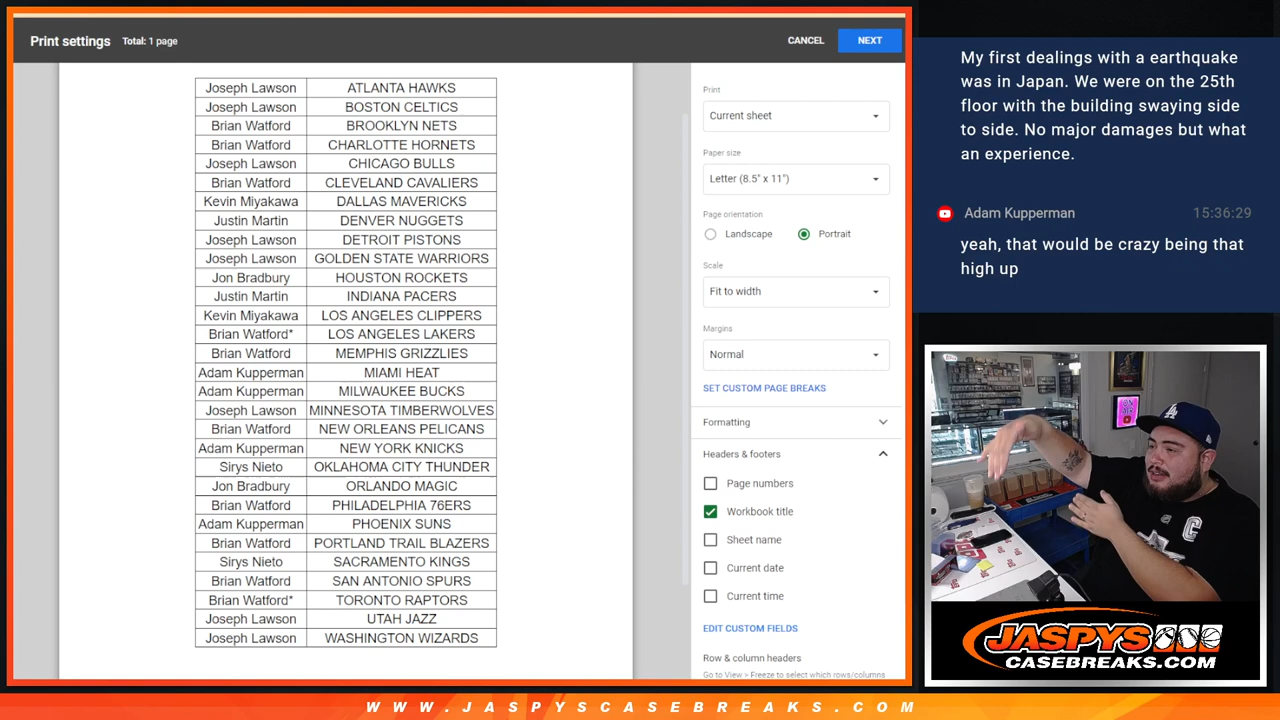 Print settings
Total: 1 page
CANCEL
NEXT
Joseph Lawson ATLANTA HAWKS
Joseph Lawson BOSTON CELTICS
Brian Watford BROOKLYN NETS
Brian Watford CHARLOTTE HORNETS
Joseph Lawson CHICAGO BULLS
Brian Watford CLEVELAND CAVALIERS
Kevin Miyakawa DALLAS MAVERICKS
Justin Martin DENVER NUGGETS
Joseph Lawson DETROIT PISTONS
Joseph Lawson GOLDEN STATE WARRIORS
Jon Bradbury HOUSTON ROCKETS
Justin Martin INDIANA PACERS
Kevin Miyakawa LOS ANGELES CLIPPERS
Brian Watford* LOS ANGELES LAKERS
Brian Watford MEMPHIS GRIZZLIES
Adam Kupperman MIAMI HEAT
Adam Kupperman MILWAUKEE BUCKS
Joseph Lawson MINNESOTA TIMBERWOLVES
Brian Watford NEW ORLEANS PELICANS
Adam Kupperman NEW YORK KNICKS
Sirys Nieto OKLAHOMA CITY THUNDER
Jon Bradbury ORLANDO MAGIC
Brian Watford PHILADELPHIA 76ERS
Adam Kupperman PHOENIX SUNS
Brian Watford PORTLAND TRAIL BLAZERS
Sirys Nieto SACRAMENTO KINGS
Brian Watford SAN ANTONIO SPURS
Brian Watford* TORONTO RAPTORS
Joseph Lawson UTAH JAZZ
Joseph Lawson WASHINGTON WIZARDS
Print
Current sheet
Paper size
Letter (8.5" x 11")
Page orientation
Landscape
Portrait
Scale
Fit to width
Margins
Normal
SET CUSTOM PAGE BREAKS
Formatting
Headers & footers
Page numbers
Workbook title
Sheet name
Current date
Current time
EDIT CUSTOM FIELDS
Row & column headers
Go to View > Freeze to select which rows/columns
My first dealings with a earthquake
was in Japan. We were on the 25th
floor with the building swaying side
to side. No major damages but what
an experience.
Adam Kupperman 15:36:29
yeah, that would be crazy being that
high up
ON AIR
C
JASPYS
CASEBREAKS.COM
WWW.JASPYSCASEBREAKS.COM